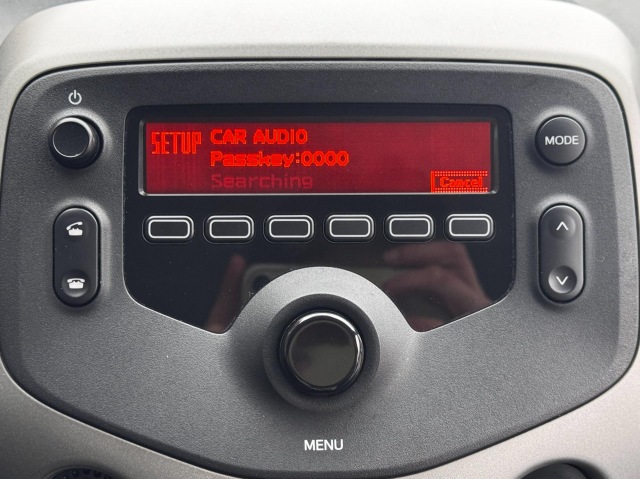 SETUP CAR AUDIO
Passkey:0000
Searching
Cancel
MODE
MENU